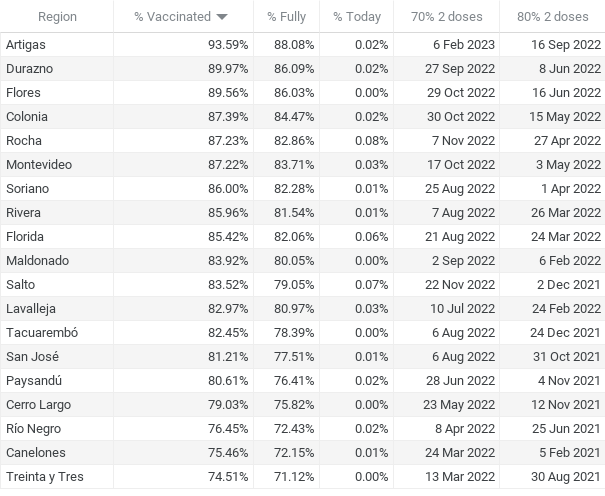 Region % Vaccinated % Fully % Today 70% 2 doses 80% 2 doses
Artigas 93.59% 88.08% 0.02% 6 Feb 2023 16 Sep 2022
Durazno 89.97% 86.09% 0.02% 27 Sep 2022 8 Jun 2022
Flores 89.56% 86.03% 0.00% 29 Oct 2022 16 Jun 2022
Colonia 87.39% 84.47% 0.02% 30 Oct 2022 15 May 2022
Rocha 87.23% 82.86% 0.08% 7 Nov 2022 27 Apr 2022
Montevideo 87.22% 83.71% 0.03% 17 Oct 2022 3 May 2022
Soriano 86.00% 82.28% 0.01% 25 Aug 2022 1 Apr 2022
Rivera 85.96% 81.54% 0.01% 7 Aug 2022 26 Mar 2022
Florida 85.42% 82.06% 0.06% 21 Aug 2022 24 Mar 2022
Maldonado 83.92% 80.05% 0.00% 2 Sep 2022 6 Feb 2022
Salto 83.52% 79.05% 0.07% 22 Nov 2022 2 Dec 2021
Lavalleja 82.97% 80.97% 0.03% 10 Jul 2022 24 Feb 2022
Tacuarembó 82.45% 78.39% 0.00% 6 Aug 2022 24 Dec 2021
San José 81.21% 77.51% 0.01% 6 Aug 2022 31 Oct 2021
Paysandú 80.61% 76.41% 0.02% 28 Jun 2022 4 Nov 2021
Cerro Largo 79.03% 75.82% 0.00% 23 May 2022 12 Nov 2021
Río Negro 76.45% 72.43% 0.02% 8 Apr 2022 25 Jun 2021
Canelones 75.46% 72.15% 0.01% 24 Mar 2022 5 Feb 2021
Treinta y Tres 74.51% 71.12% 0.00% 13 Mar 2022 30 Aug 2021